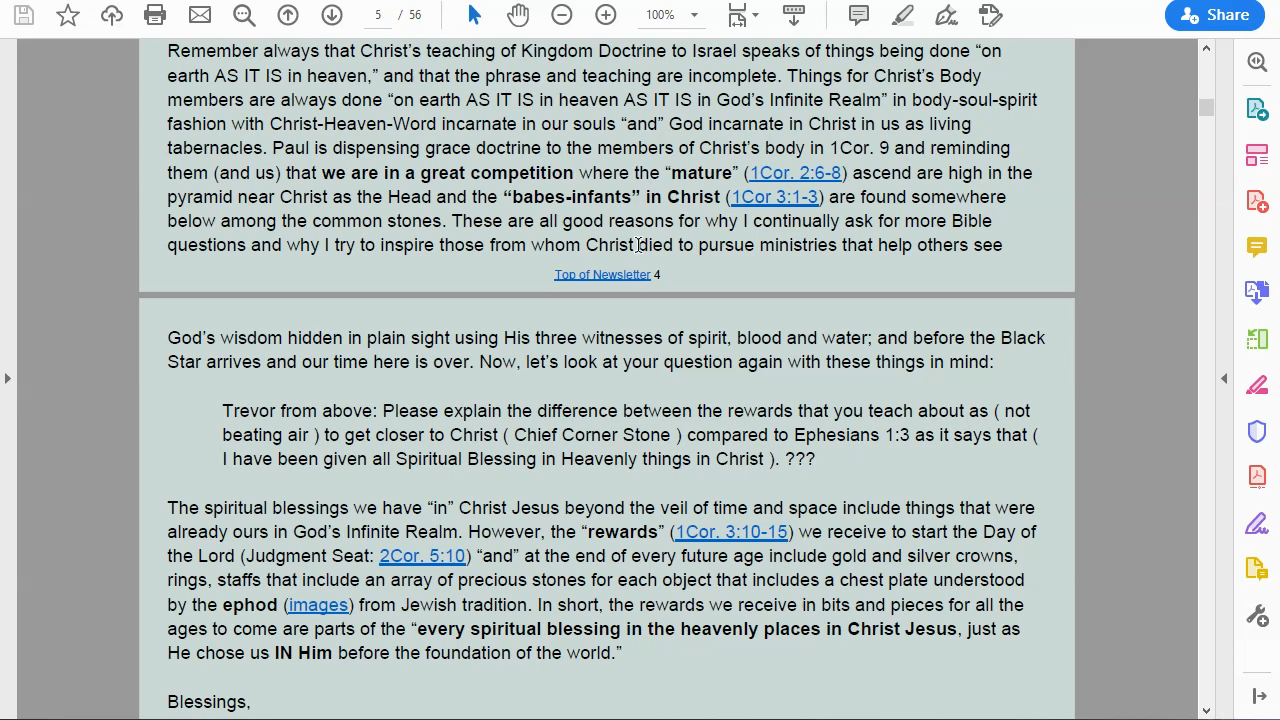 5 / 56
100%
Share
Remember always that Christ’s teaching of Kingdom Doctrine to Israel speaks of things being done “on
earth AS IT IS in heaven,” and that the phrase and teaching are incomplete. Things for Christ’s Body
members are always done “on earth AS IT IS in heaven AS IT IS in God’s Infinite Realm” in body-soul-spirit
fashion with Christ-Heaven-Word incarnate in our souls “and” God incarnate in Christ in us as living
tabernacles. Paul is dispensing grace doctrine to the members of Christ’s body in 1Cor. 9 and reminding
them (and us) that we are in a great competition where the “mature” (1Cor. 2:6-8) ascend are high in the
pyramid near Christ as the Head and the “babes-infants” in Christ (1Cor 3:1-3) are found somewhere
below among the common stones. These are all good reasons for why I continually ask for more Bible
questions and why I try to inspire those from whom Christ died to pursue ministries that help others see
Top of Newsletter 4
God’s wisdom hidden in plain sight using His three witnesses of spirit, blood and water; and before the Black
Star arrives and our time here is over. Now, let’s look at your question again with these things in mind:
Trevor from above: Please explain the difference between the rewards that you teach about as ( not
beating air ) to get closer to Christ ( Chief Corner Stone ) compared to Ephesians 1:3 as it says that (
I have been given all Spiritual Blessing in Heavenly things in Christ ). ???
The spiritual blessings we have “in” Christ Jesus beyond the veil of time and space include things that were
already ours in God’s Infinite Realm. However, the “rewards” (1Cor. 3:10-15) we receive to start the Day of
the Lord (Judgment Seat: 2Cor. 5:10) “and” at the end of every future age include gold and silver crowns,
rings, staffs that include an array of precious stones for each object that includes a chest plate understood
by the ephod (images) from Jewish tradition. In short, the rewards we receive in bits and pieces for all the
ages to come are parts of the “every spiritual blessing in the heavenly places in Christ Jesus, just as
He chose us IN Him before the foundation of the world.”
Blessings,